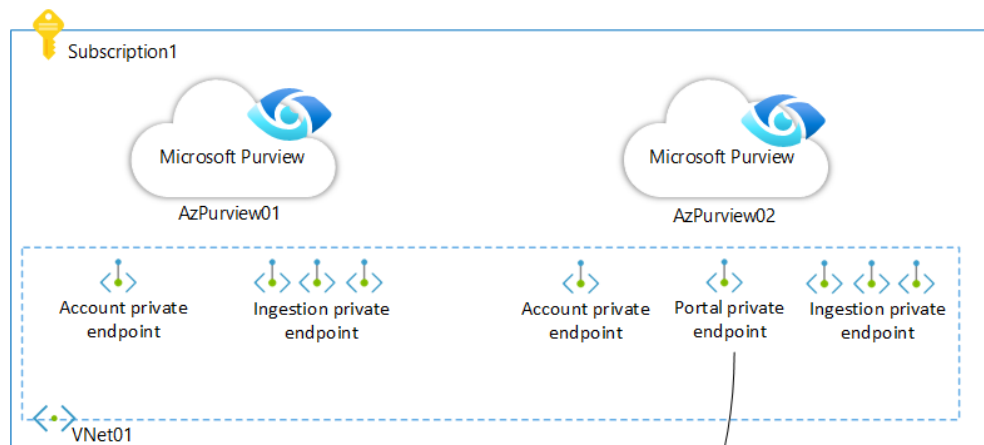 Subscription1
Microsoft Purview
AzPurview01
Microsoft Purview
AzPurview02
Account private
endpoint
Ingestion private
endpoint
Account private
endpoint
Portal private
endpoint
Ingestion private
endpoint
VNet01